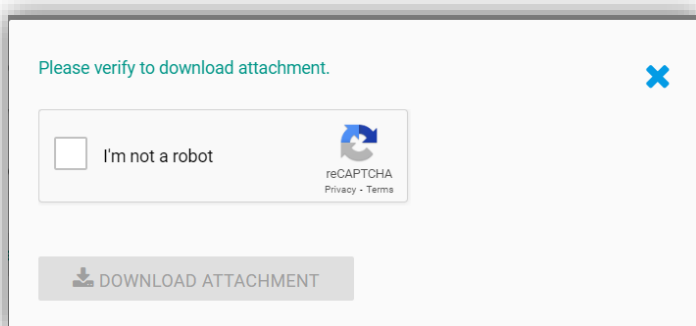 Please verify to download attachment.
I'm not a robot
reCAPTCHA
Privacy - Terms
DOWNLOAD ATTACHMENT